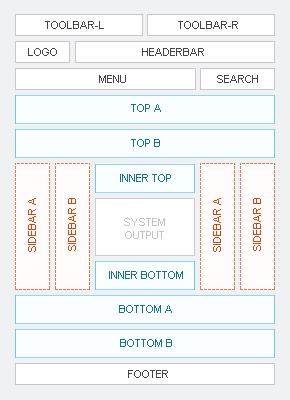 TOOLBAR-L
TOOLBAR-R
LOGO
HEADERBAR
MENU
SEARCH
TOP A
TOP B
SIDEBAR A
SIDEBAR B
INNER TOP
SYSTEM
OUTPUT
INNER BOTTOM
SIDEBAR A
SIDEBAR B
BOTTOM A
BOTTOM B
FOOTER